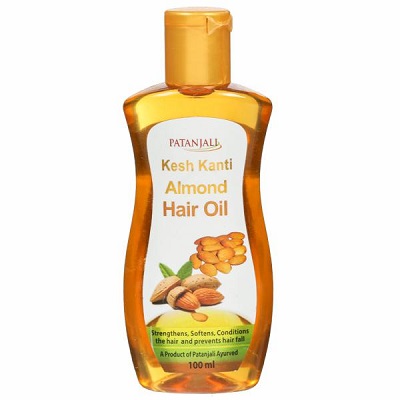 PATANJALI
Kesh Kanti
Almond
Hair Oil
Strengthens, Softens, Conditions
the hair and prevents hair fall
A Product of Patanjali Ayurved
100 ml